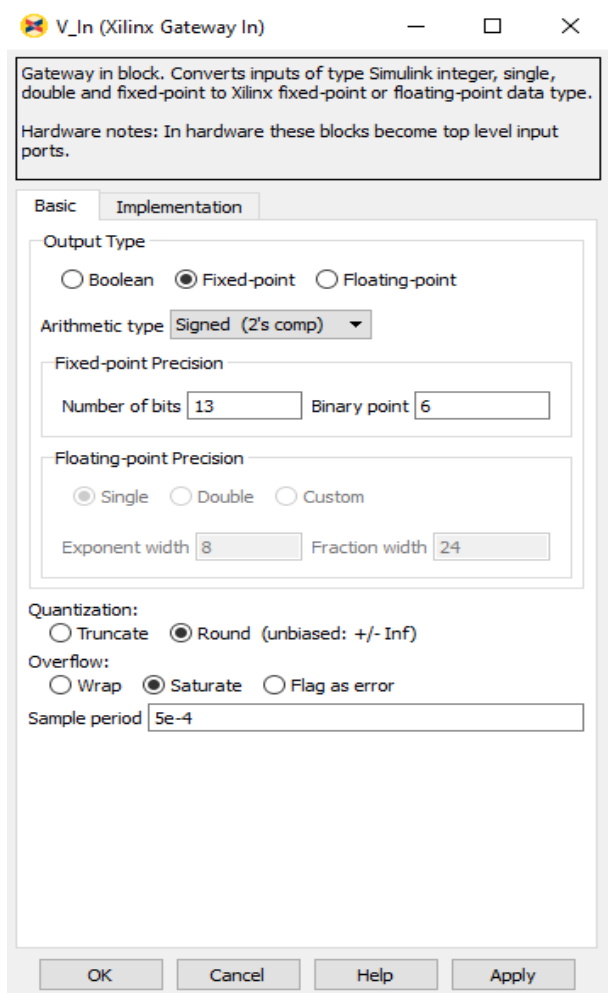 V_In (Xilinx Gateway In)
Gateway in block. Converts inputs of type Simulink integer, single,
double and fixed-point to Xilinx fixed-point or floating-point data type.
Hardware notes: In hardware these blocks become top level input
ports.
Basic Implementation
Output Type
Boolean Fixed-point Floating-point
Arithmetic type Signed (2's comp)
Fixed-point Precision
Number of bits 13 Binary point 6
Floating-point Precision
Single Double Custom
Exponent width 8 Fraction width 24
Quantization:
Truncate Round (unbiased: +/- Inf)
Overflow:
Wrap Saturate Flag as error
Sample period 5e-4
OK Cancel Help Apply